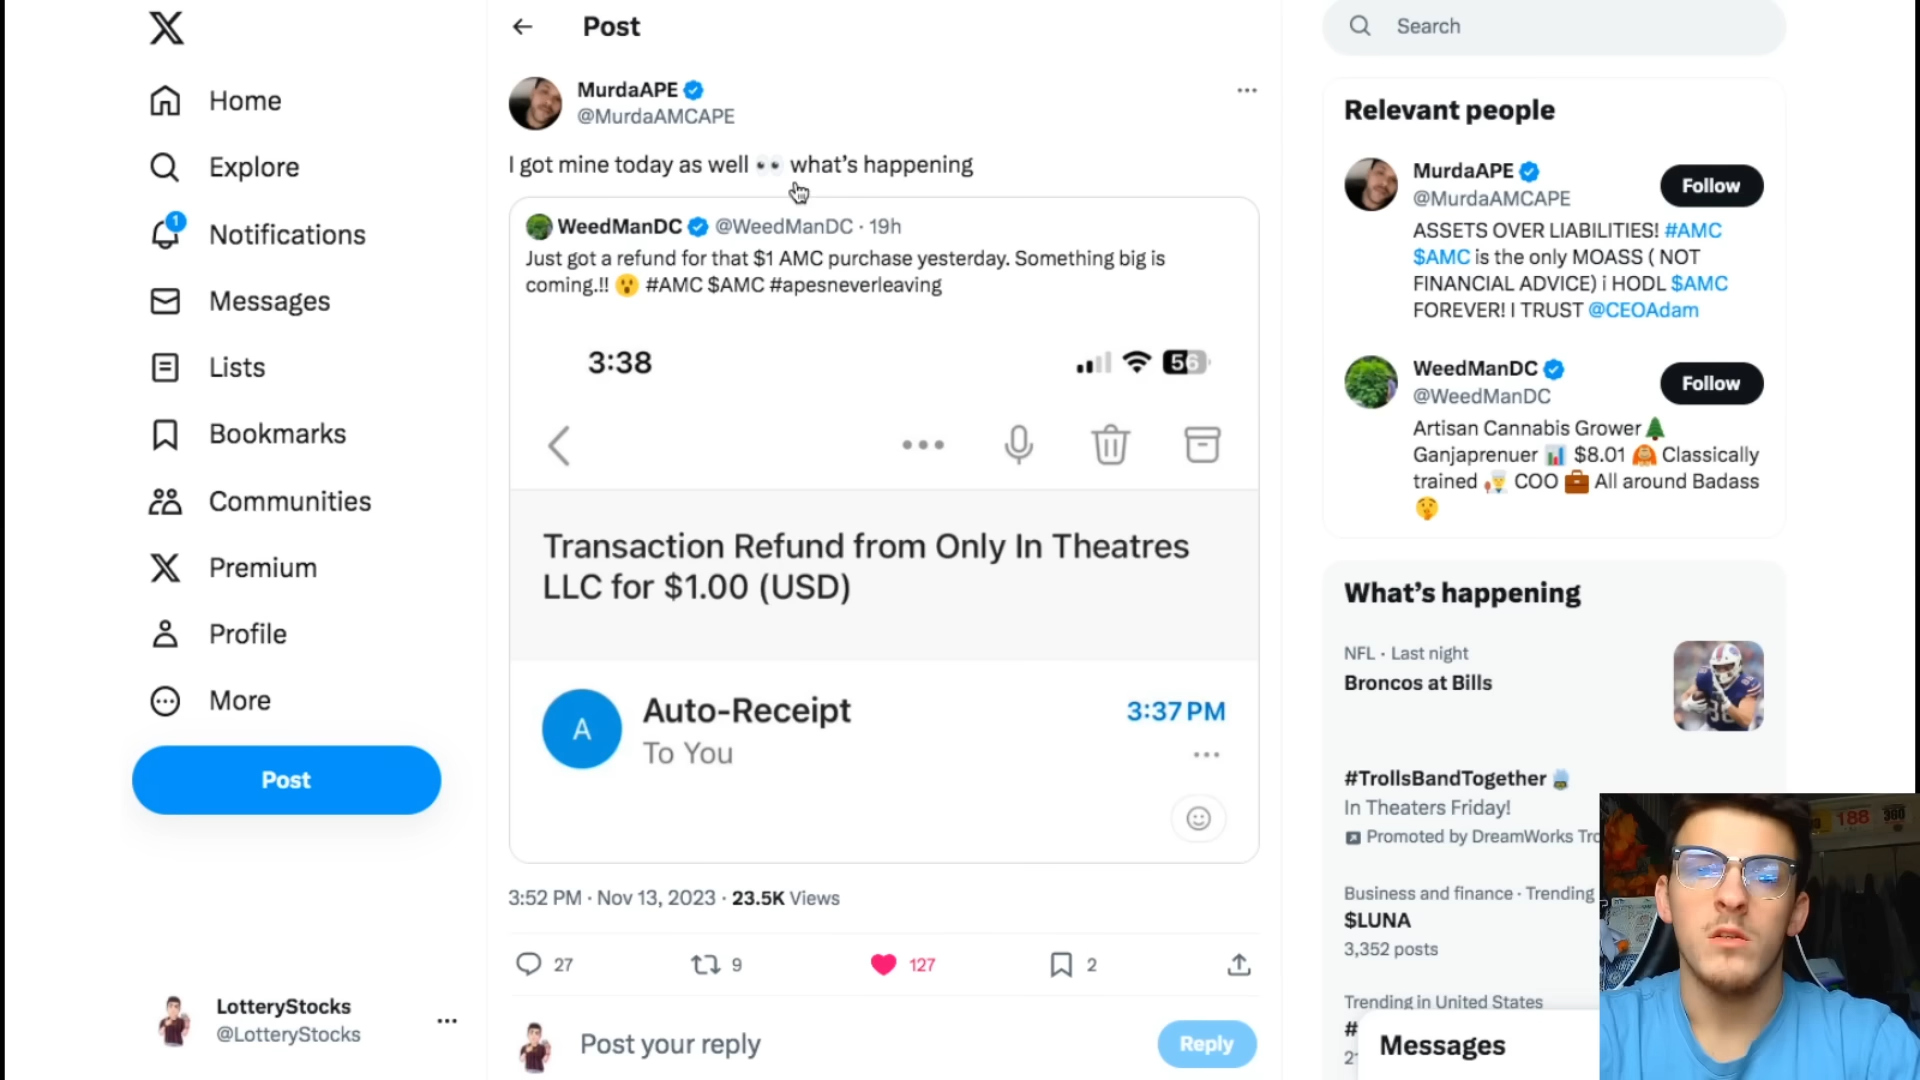 Home
Explore
1
Notifications
Messages
Lists
Bookmarks
Communities
Premium
Profile
More
Post
LotteryStocks
@LotteryStocks
Post
MurdaAPE
@MurdaAMCAPE
I got mine today as well 👀 what's happening
WeedManDC @WeedManDC · 19h
Just got a refund for that $1 AMC purchase yesterday. Something big is
coming.!! 😮 #AMC $AMC #apesneverleaving
3:38
56
Transaction Refund from Only In Theatres
LLC for $1.00 (USD)
A
Auto-Receipt
3:37 PM
To You
3:52 PM · Nov 13, 2023 · 23.5K Views
27
9
127
2
Post your reply
Reply
Search
Relevant people
MurdaAPE
@MurdaAMCAPE
Follow
ASSETS OVER LIABILITIES! #AMC
$AMC is the only MOASS ( NOT
FINANCIAL ADVICE) i HODL $AMC
FOREVER! I TRUST @CEOAdam
WeedManDC
@WeedManDC
Follow
Artisan Cannabis Grower🌲
Ganjaprenuer 📊 $8.01 🙆 Classically
trained 👨‍🍳 COO 💼 All around Badass
🤫
What's happening
NFL · Last night
Broncos at Bills
#TrollsBandTogether
In Theaters Friday!
Promoted by DreamWorks
Business and finance · Trending
$LUNA
3,352 posts
Trending in United States
#
Messages
188
360